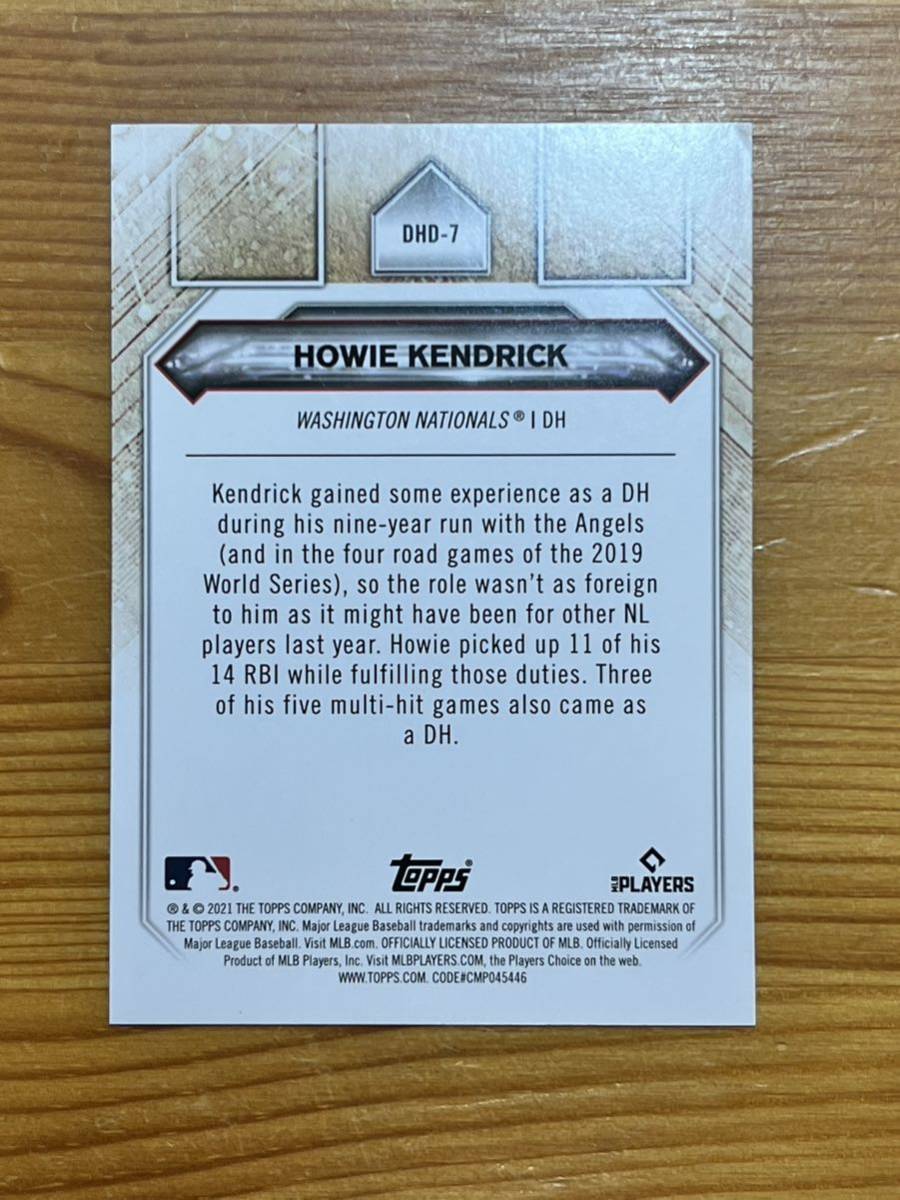 DHD-7
HOWIE KENDRICK
WASHINGTON NATIONALS® | DH
Kendrick gained some experience as a DH
during his nine-year run with the Angels
(and in the four road games of the 2019
World Series), so the role wasn't as foreign
to him as it might have been for other NL
players last year. Howie picked up 11 of his
14 RBI while fulfilling those duties. Three
of his five multi-hit games also came as
a DH.
® TOPPS® MLB PLAYERS
® & © 2021 THE TOPPS COMPANY, INC. ALL RIGHTS RESERVED. TOPPS IS A REGISTERED TRADEMARK OF
THE TOPPS COMPANY, INC. Major League Baseball trademarks and copyrights are used with permission of
Major League Baseball. Visit MLB.com. OFFICIALLY LICENSED PRODUCT OF MLB. Officially Licensed
Product of MLB Players, Inc. Visit MLBPLAYERS.COM, the Players Choice on the web.
WWW.TOPPS.COM. CODE#CMP045446